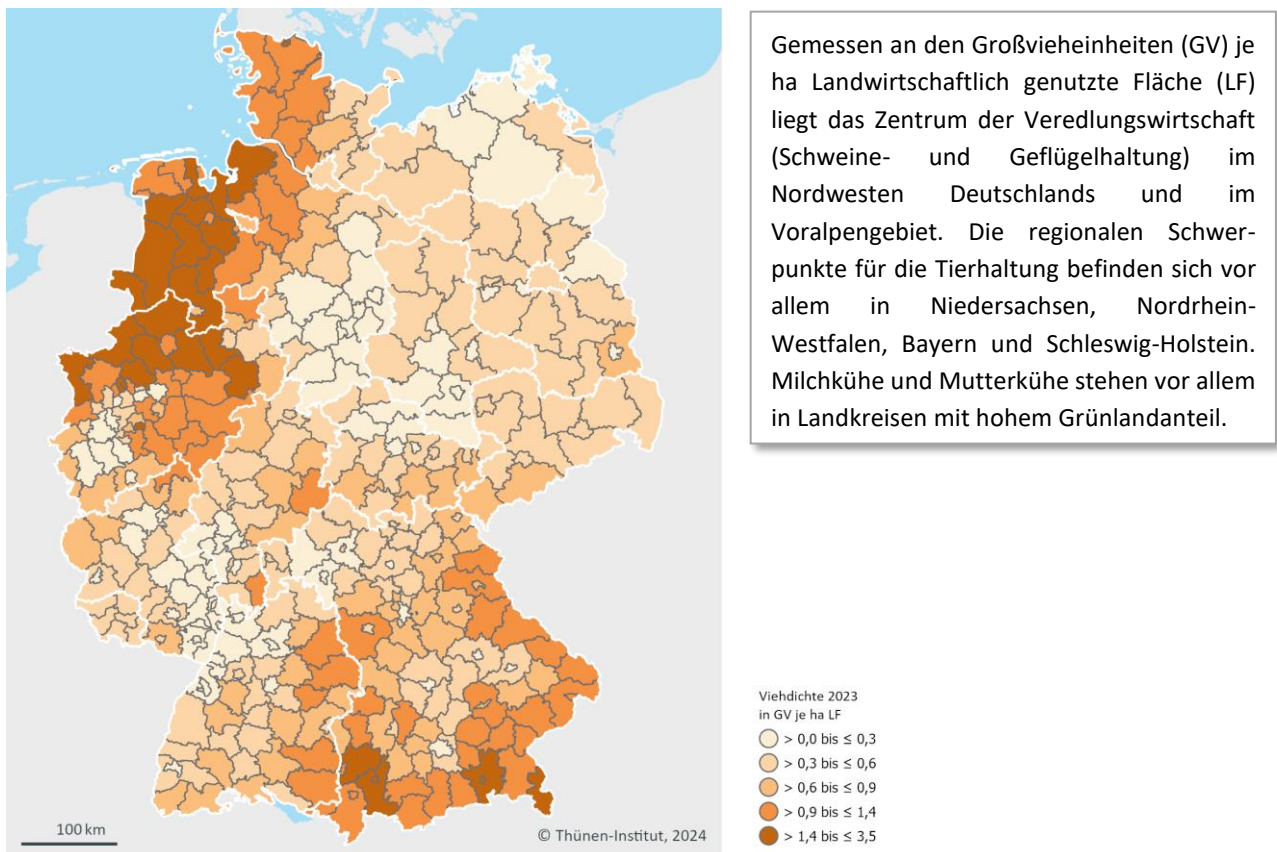 Gemessen an den Großvieheinheiten (GV) je
ha Landwirtschaftlich genutzte Fläche (LF)
liegt das Zentrum der Veredlungswirtschaft
(Schweine- und Geflügelhaltung) im
Nordwesten Deutschlands und im
Voralpengebiet. Die regionalen Schwer-
punkte für die Tierhaltung befinden sich vor
allem in Niedersachsen, Nordrhein-
Westfalen, Bayern und Schleswig-Holstein.
Milchkühe und Mutterkühe stehen vor allem
in Landkreisen mit hohem Grünlandanteil.
Viehdichte 2023
in GV je ha LF
> 0,0 bis ≤ 0,3
> 0,3 bis ≤ 0,6
> 0,6 bis ≤ 0,9
> 0,9 bis ≤ 1,4
> 1,4 bis ≤ 3,5
100 km
© Thünen-Institut, 2024